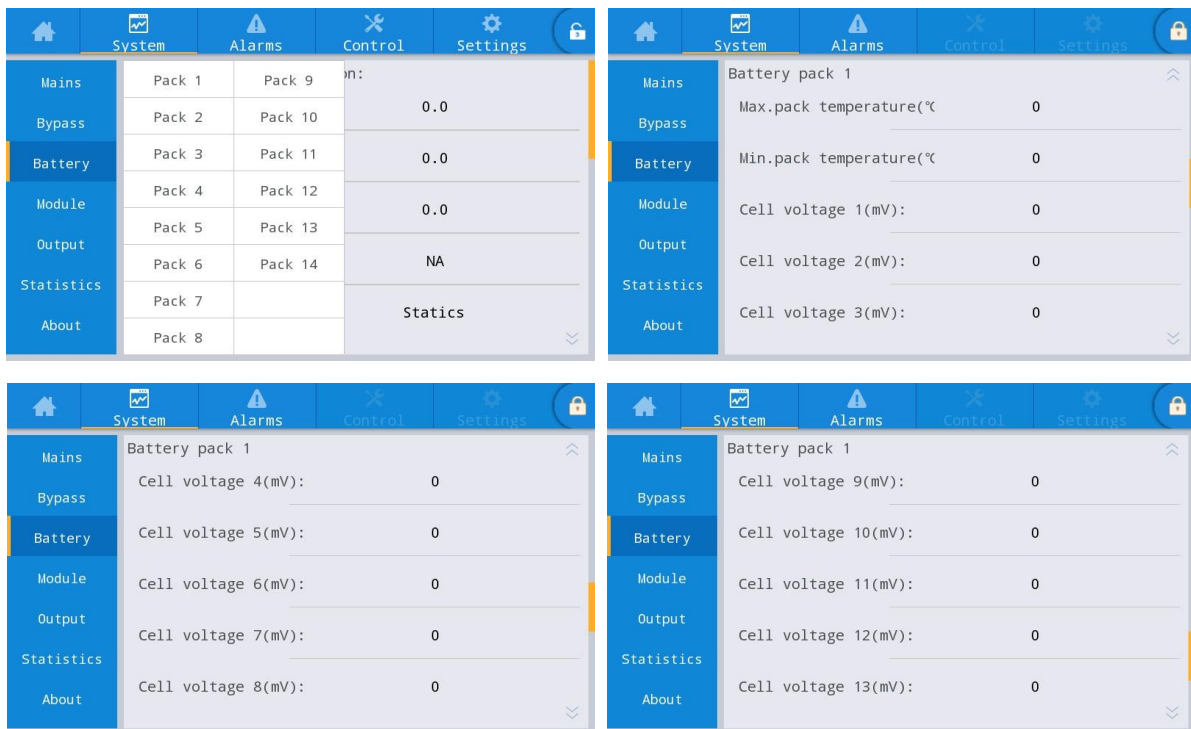 System Alarms Control Settings
Mains
Bypass
Battery
Module
Output
Statistics
About
Pack 1 Pack 9
Pack 2 Pack 10
Pack 3 Pack 11
Pack 4 Pack 12
Pack 5 Pack 13
Pack 6 Pack 14
Pack 7
Pack 8
on:
0.0
0.0
0.0
NA
Statics
System Alarms Control Settings
Mains
Bypass
Battery
Module
Output
Statistics
About
Battery pack 1
Max.pack temperature(℃ 0
Min.pack temperature(℃ 0
Cell voltage 1(mV): 0
Cell voltage 2(mV): 0
Cell voltage 3(mV): 0
System Alarms Control Settings
Mains
Bypass
Battery
Module
Output
Statistics
About
Battery pack 1
Cell voltage 4(mV): 0
Cell voltage 5(mV): 0
Cell voltage 6(mV): 0
Cell voltage 7(mV): 0
Cell voltage 8(mV): 0
System Alarms Control Settings
Mains
Bypass
Battery
Module
Output
Statistics
About
Battery pack 1
Cell voltage 9(mV): 0
Cell voltage 10(mV): 0
Cell voltage 11(mV): 0
Cell voltage 12(mV): 0
Cell voltage 13(mV): 0